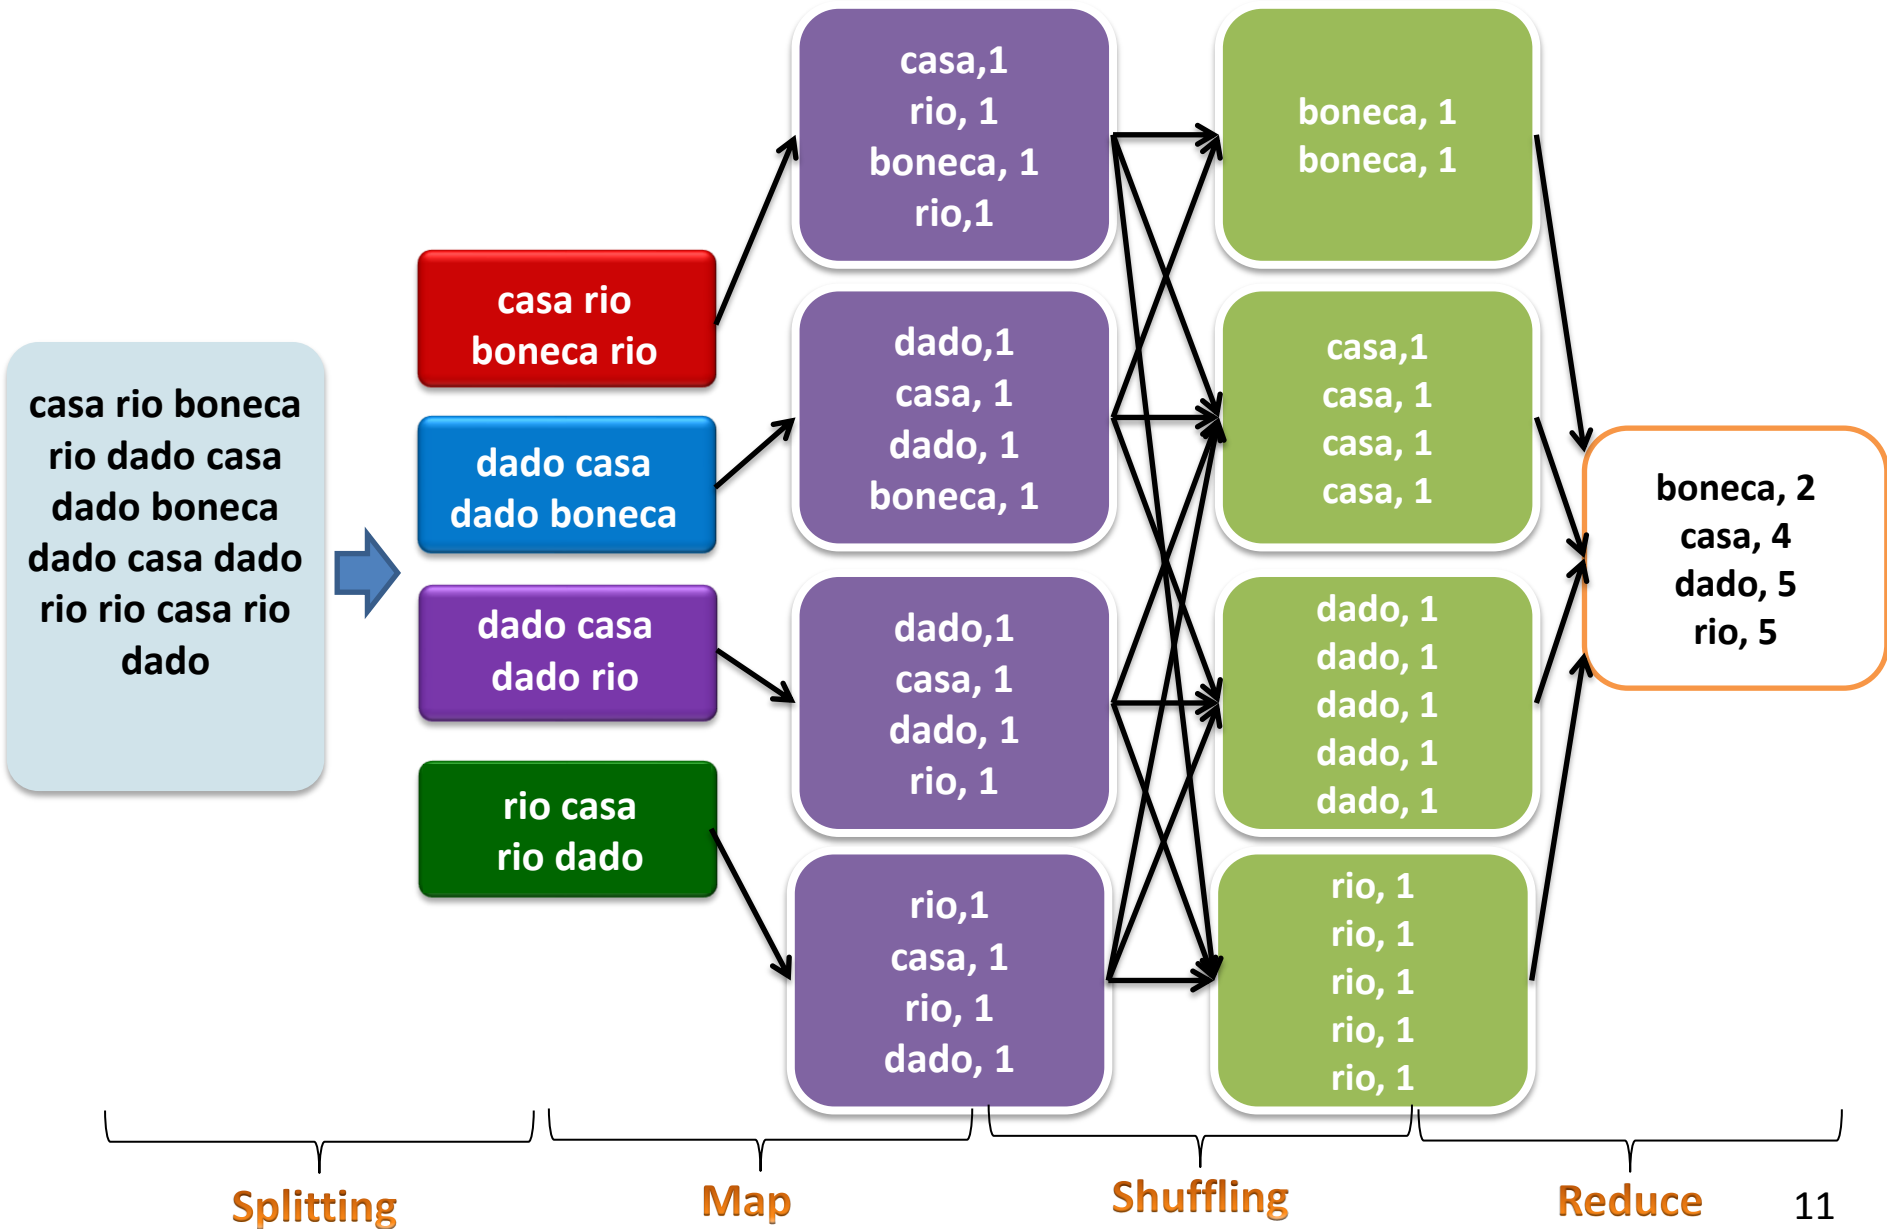 casa rio boneca
rio dado casa
dado boneca
dado casa dado
rio rio casa rio
dado
casa rio
boneca rio
dado casa
dado boneca
dado casa
dado rio
rio casa
rio dado
casa,1
rio, 1
boneca, 1
rio,1
dado,1
casa, 1
dado, 1
boneca, 1
dado,1
casa, 1
dado, 1
rio, 1
rio,1
casa, 1
rio, 1
dado, 1
boneca, 1
boneca, 1
casa,1
casa, 1
casa, 1
casa, 1
dado, 1
dado, 1
dado, 1
dado, 1
dado, 1
rio, 1
rio, 1
rio, 1
rio, 1
rio, 1
boneca, 2
casa, 4
dado, 5
rio, 5
Splitting
Map
Shuffling
Reduce
11